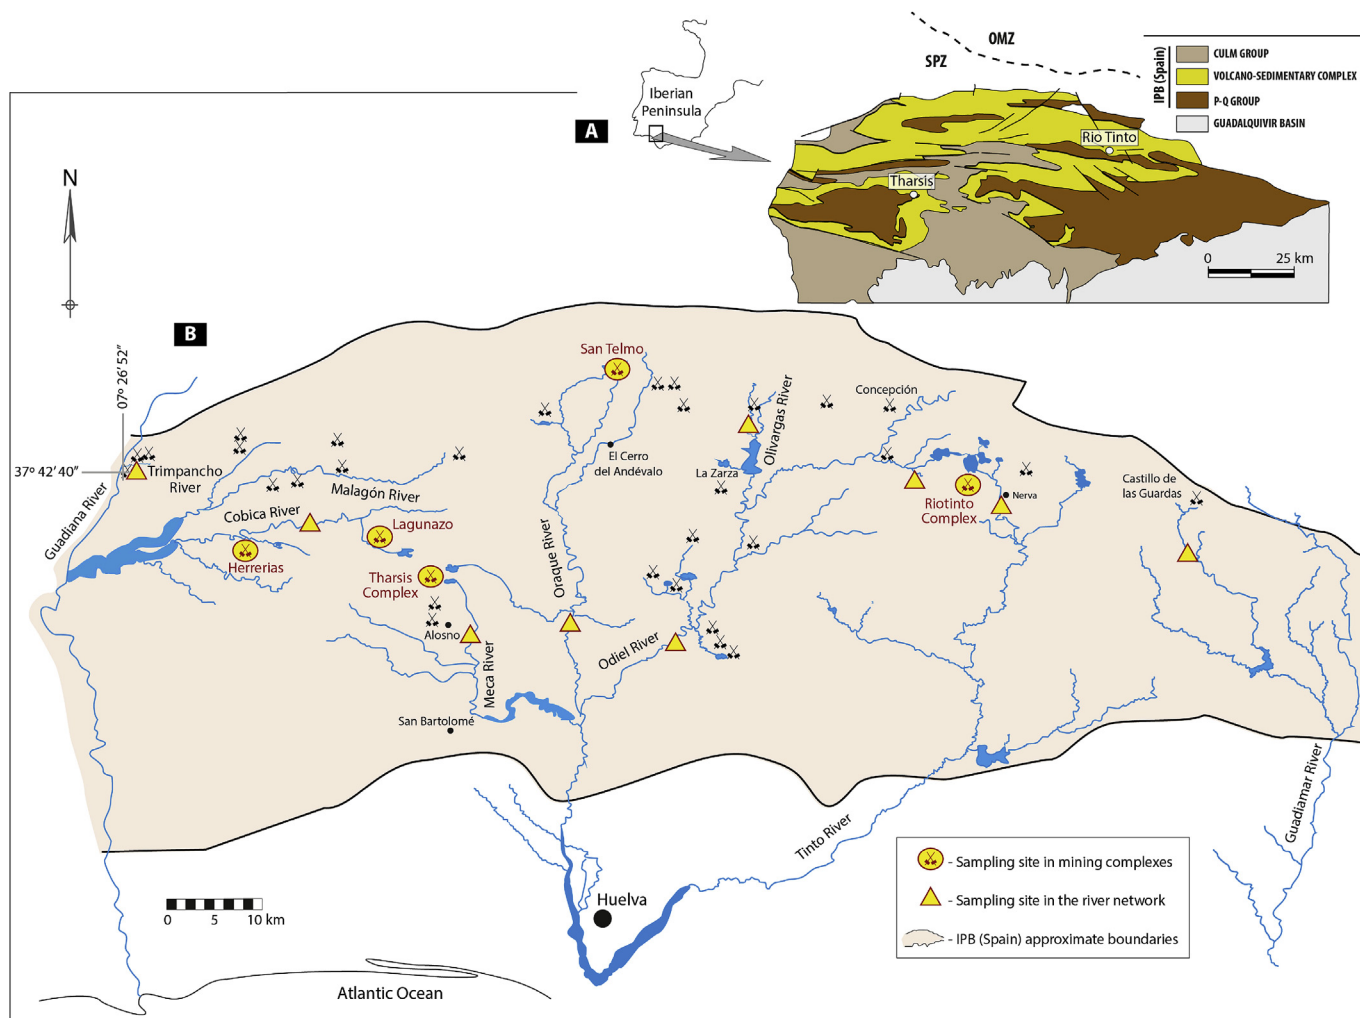 OMZ
SPZ
IPB (Spain)
CULM GROUP
VOLCANO-SEDIMENTARY COMPLEX
P-Q GROUP
GUADALQUIVIR BASIN
Iberian
Peninsula
A
Rio Tinto
Tharsis
0 25 km
N
B
07º 26' 52"
37º 42' 40"
San Telmo
Concepción
Olivargas River
El Cerro
del Andévalo
La Zarza
Trimpancho
River
Guadiana River
Malagón River
Cobica River
Lagunazo
Herrerias
Tharsis
Complex
Oraque River
Riotinto
Complex
Nerva
Castillo de
las Guardas
Alosno
Meca River
Odiel River
San Bartolomé
Tinto River
Guadiamar River
Huelva
0 5 10 km
Atlantic Ocean
- Sampling site in mining complexes
- Sampling site in the river network
- IPB (Spain) approximate boundaries